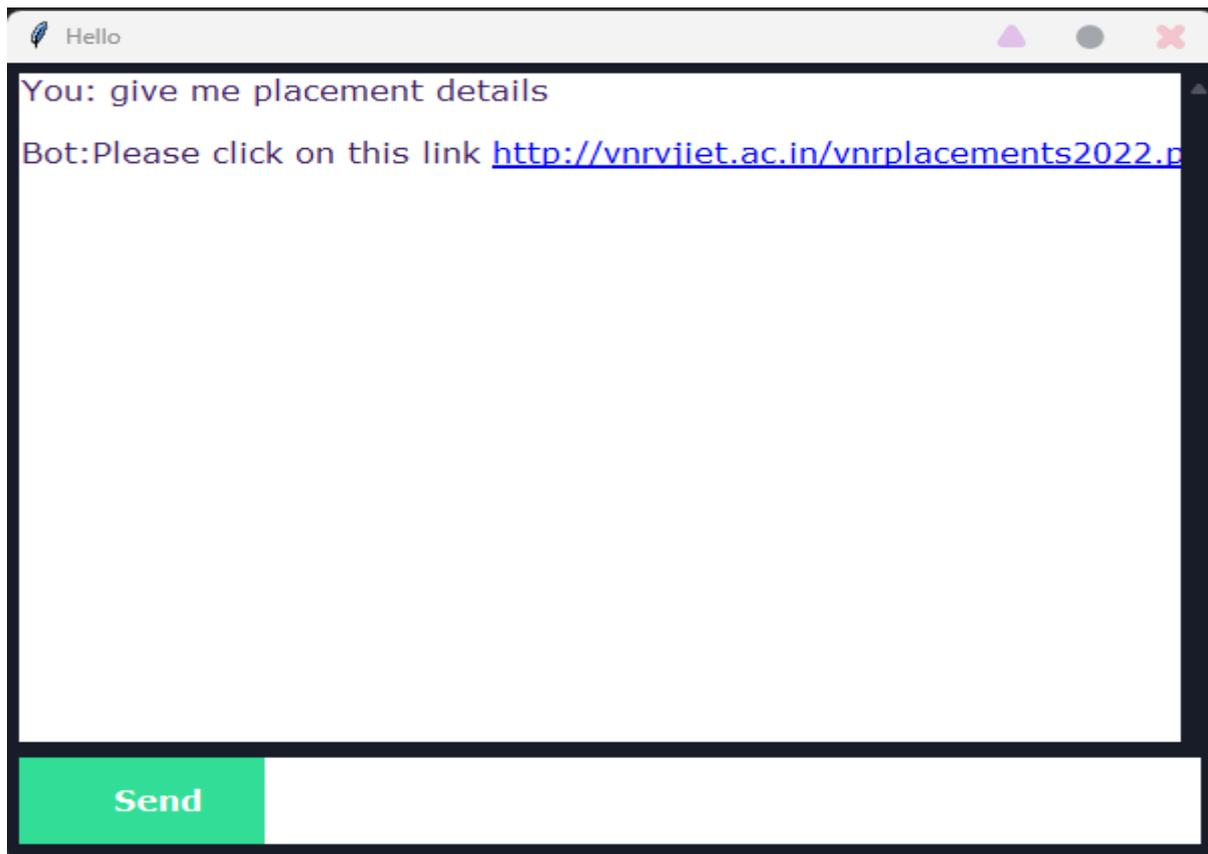 Hello
You: give me placement details
Bot:Please click on this link http://vnrvjiet.ac.in/vnrplacements2022.p
Send